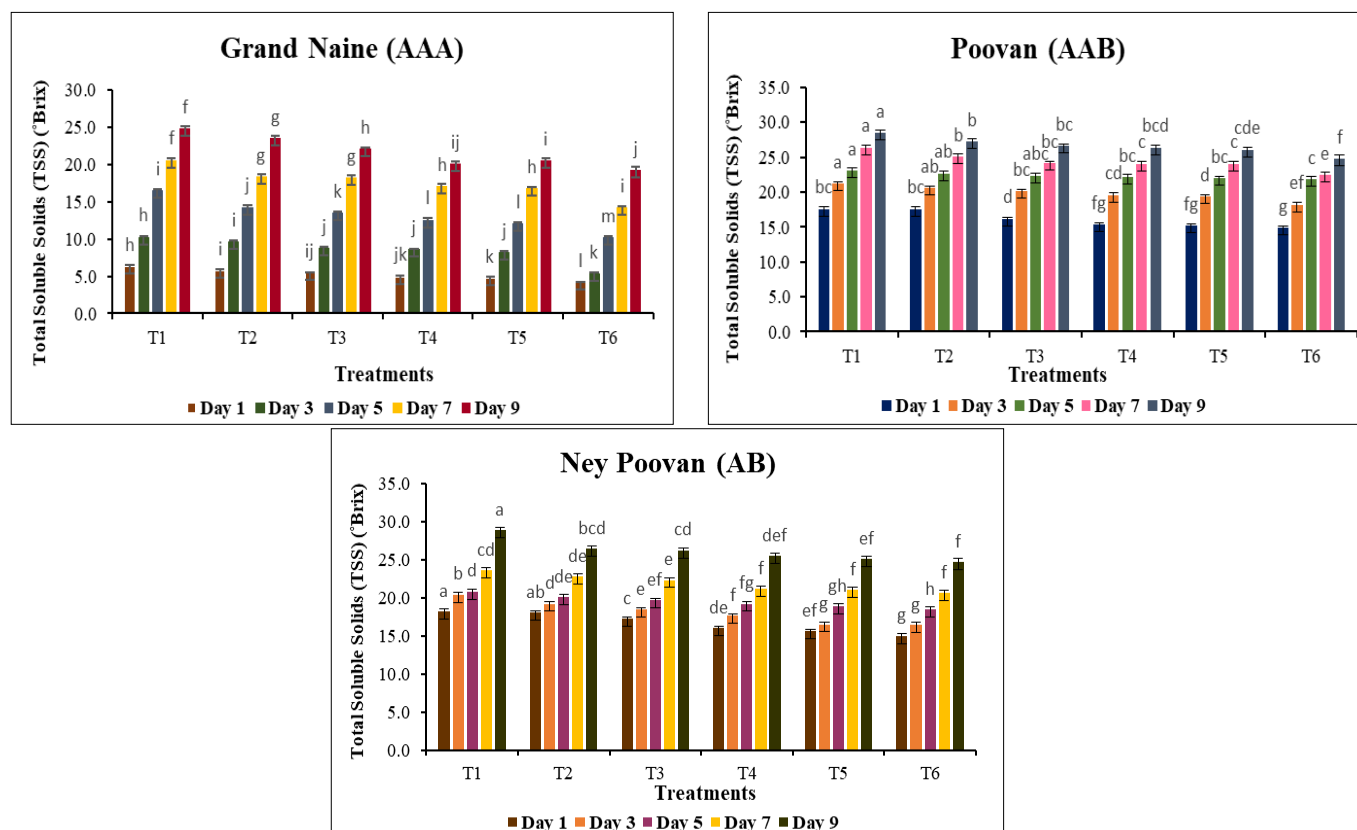 Grand Naine (AAA)
Total Soluble Solids (TSS) (˚Brix)
30.0
25.0
20.0
15.0
10.0
5.0
0.0
h h i f f
i i j g g
ij j k g h
jk j l h ij
k j l h i
l k m i j
T1 T2 T3 T4 T5 T6
Treatments
Day 1 Day 3 Day 5 Day 7 Day 9
Poovan (AAB)
Total Soluble Solids (TSS) (˚Brix)
35.0
30.0
25.0
20.0
15.0
10.0
5.0
0.0
bc a a a a
bc ab ab b b
d bc abc bc bc
fg cd bc c bcd
fg d bc c cde
g ef c e f
T1 T2 T3 T4 T5 T6
Treatments
Day 1 Day 3 Day 5 Day 7 Day 9
Ney Poovan (AB)
Total Soluble Solids (TSS) (˚Brix)
35.0
30.0
25.0
20.0
15.0
10.0
5.0
0.0
a b d cd a
ab d de de bcd
c e ef e cd
de f fg f def
ef g gh f ef
g g h f f
T1 T2 T3 T4 T5 T6
Treatments
Day 1 Day 3 Day 5 Day 7 Day 9